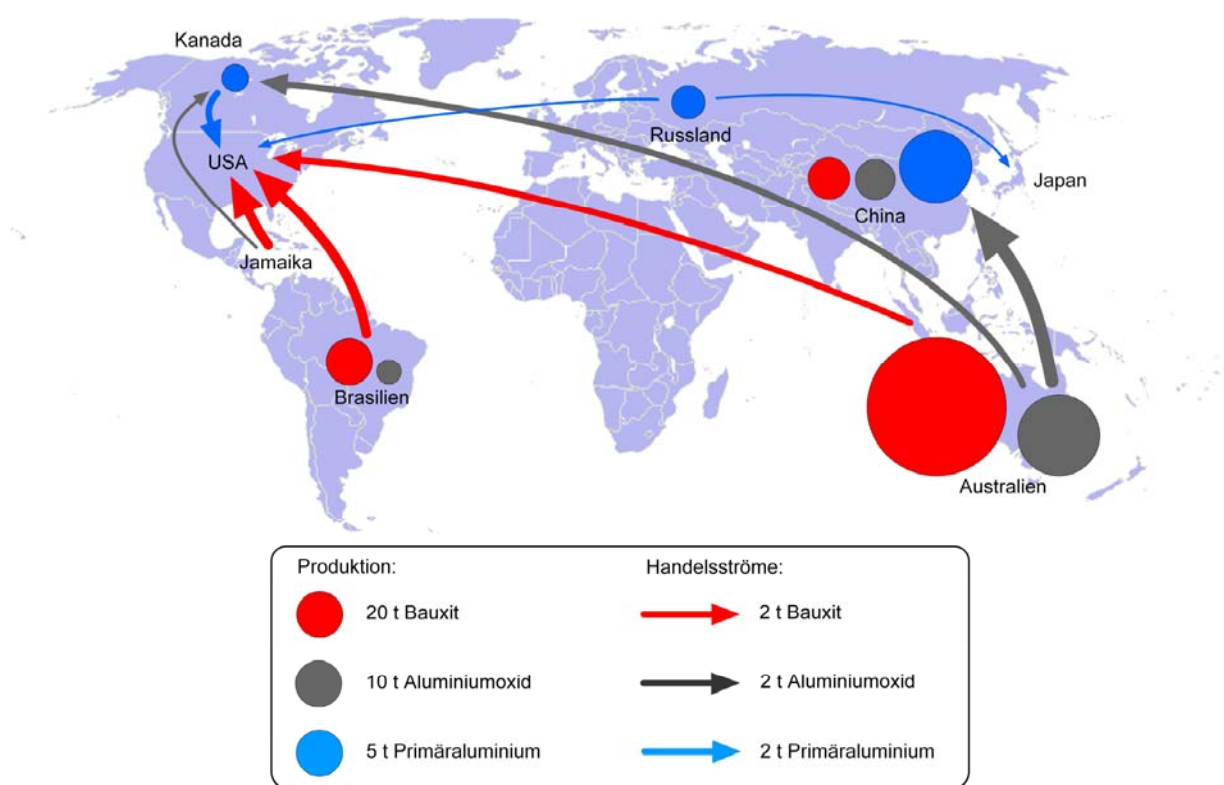 Kanada
Russland
USA
Japan
China
Jamaika
Brasilien
Australien
Produktion:
Handelsströme:
20 t Bauxit
2 t Bauxit
10 t Aluminiumoxid
2 t Aluminiumoxid
5 t Primäraluminium
2 t Primäraluminium